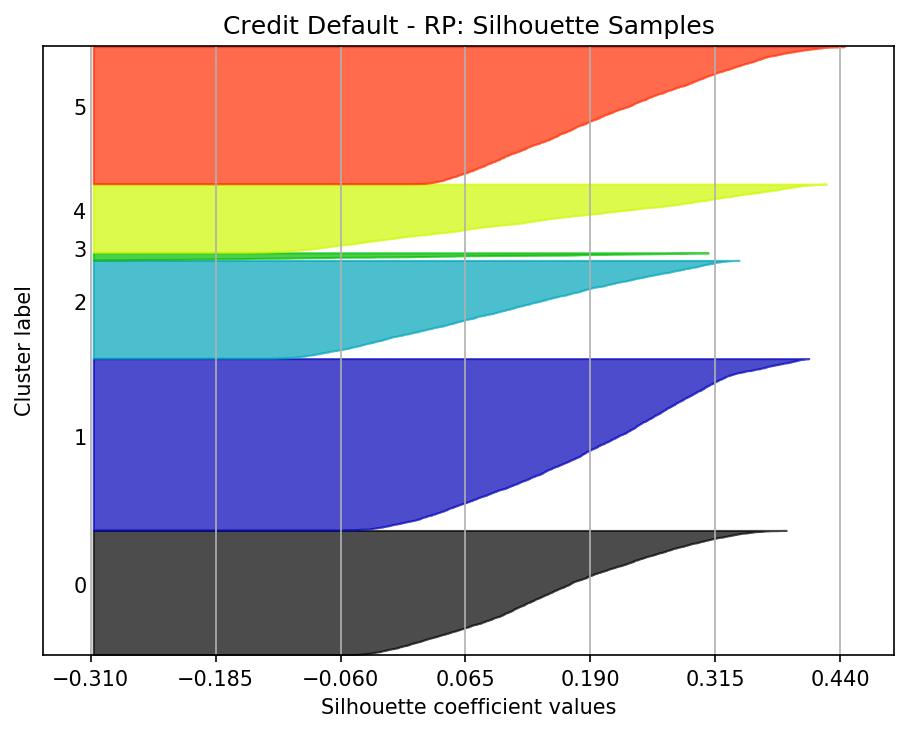 Credit Default - RP: Silhouette Samples
5
4
3
2
1
0
Cluster label
−0.310 −0.185 −0.060 0.065 0.190 0.315 0.440
Silhouette coefficient values